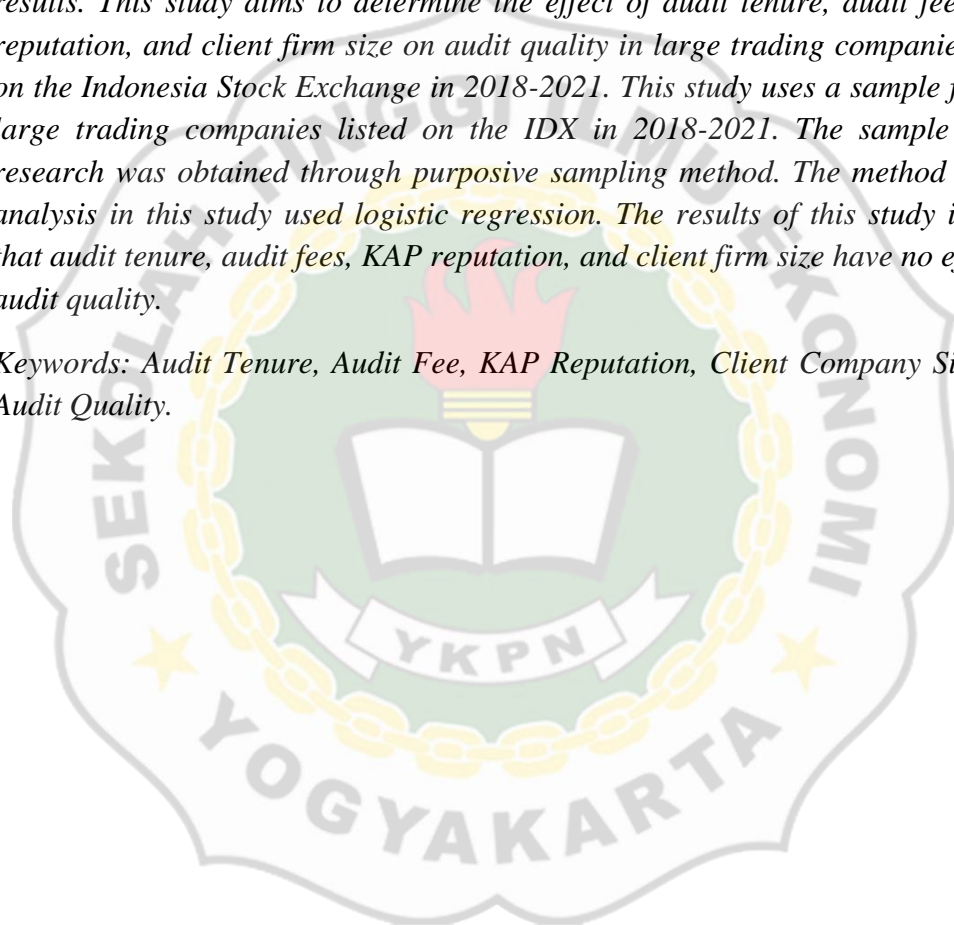 results. This study aims to determine the effect of audit tenure, audit fee
reputation, and client firm size on audit quality in large trading companie
on the Indonesia Stock Exchange in 2018-2021. This study uses a sample
large trading companies listed on the IDX in 2018-2021. The sample
research was obtained through purposive sampling method. The method
analysis in this study used logistic regression. The results of this study
that audit tenure, audit fees, KAP reputation, and client firm size have no
audit quality.
Keywords: Audit Tenure, Audit Fee, KAP Reputation, Client Company Si
Audit Quality.
SEKOLAH TINGGI ILMU EKONOMI
YKPN
YOGYAKARTA